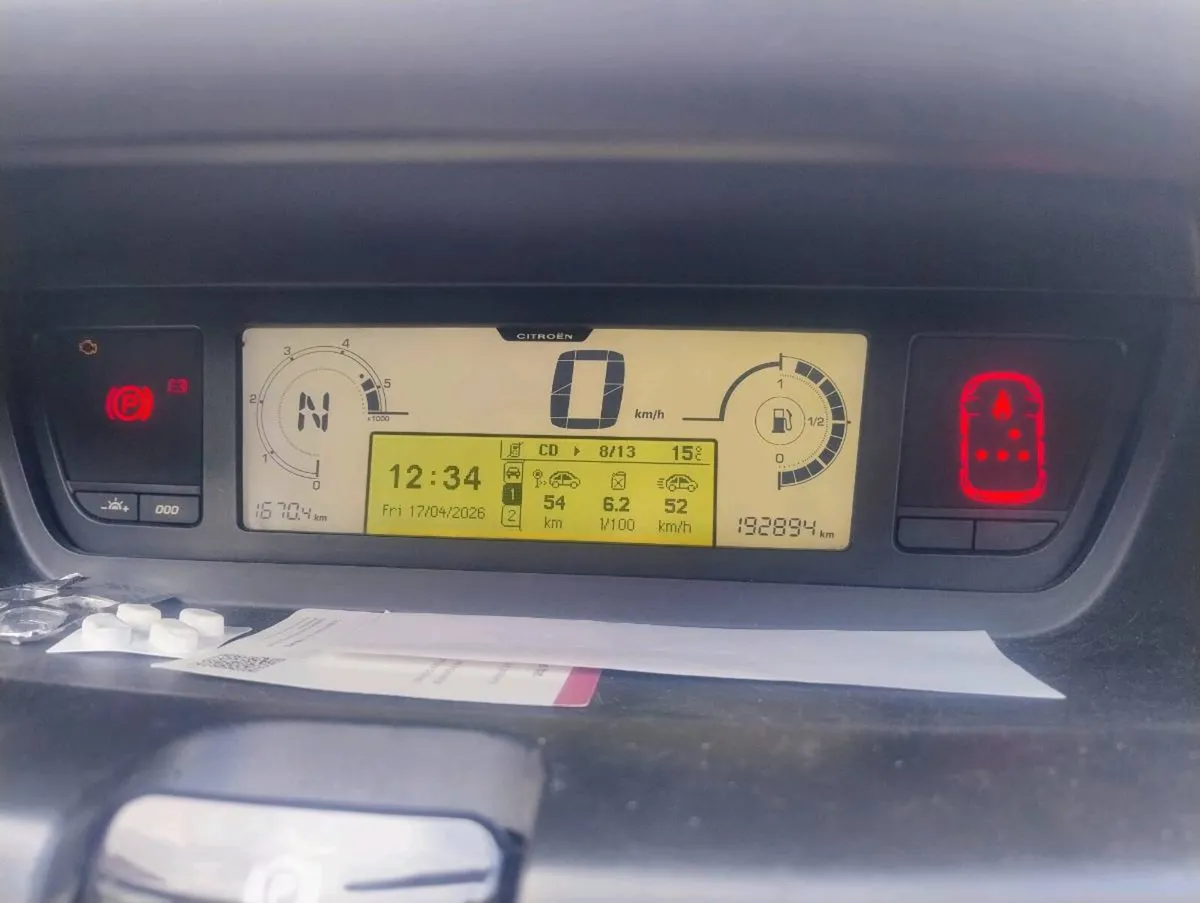 CITROËN
4
3
5
2
x1000
1
0
N
0
km/h
1
1/2
0
P
CD 8/13 15°C
12:34
1
54 6.2 52
Fri 17/04/2026
2
km l/100 km/h
1670.4 km
192894 km
000
P